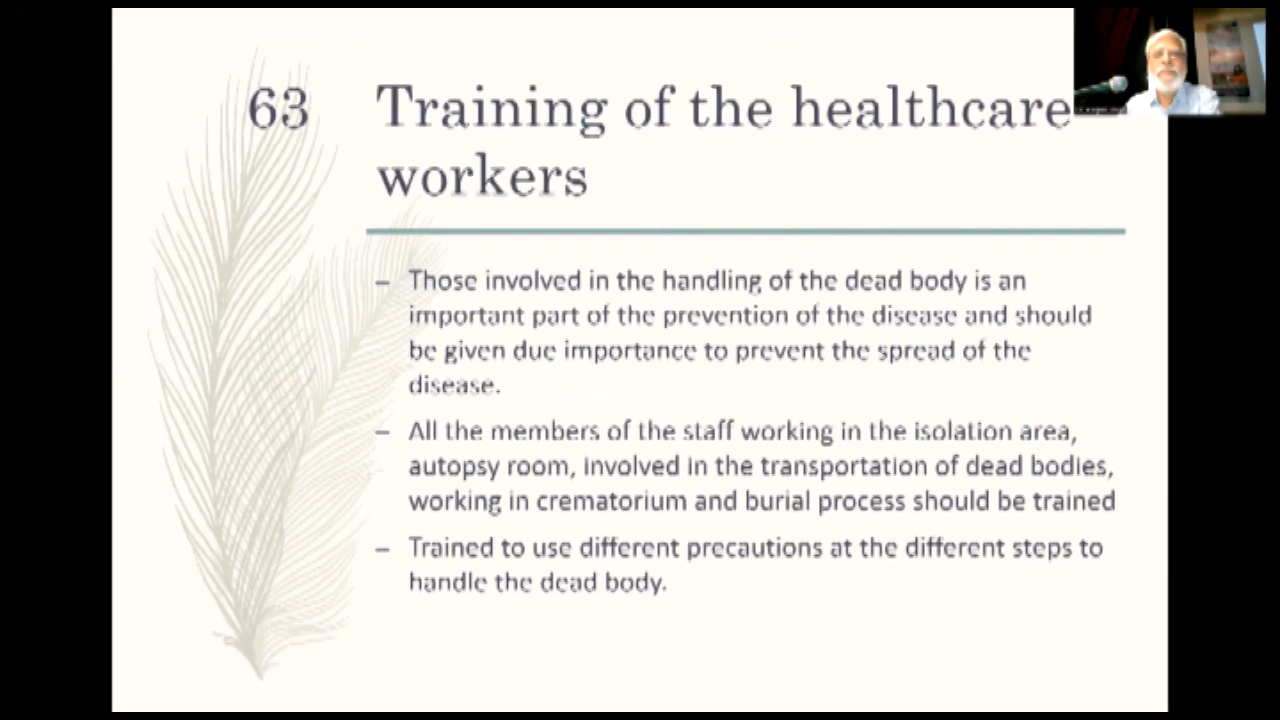 63
Training of the healthcare
workers
– Those involved in the handling of the dead body is an
important part of the prevention of the disease and should
be given due importance to prevent the spread of the
disease.
– All the members of the staff working in the isolation area,
autopsy room, involved in the transportation of dead bodies,
working in crematorium and burial process should be trained
– Trained to use different precautions at the different steps to
handle the dead body.